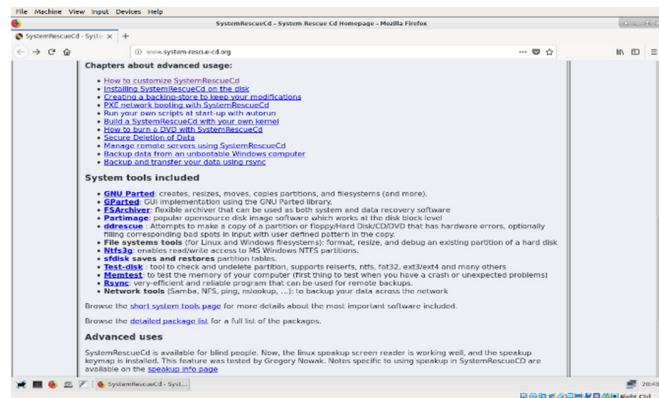 File Machine View Input Devices Help
SystemRescueCd - System Rescue Cd Homepage - Mozilla Firefox
SystemRescueCd - Syste × +
www.system-rescue-cd.org
Chapters about advanced usage:
• How to customize SystemRescueCd
• Installing SystemRescueCd on the disk
• Creating a backing-store to keep your modifications
• PXE network booting with SystemRescueCd
• Run your own scripts at start-up with autorun
• Build a SystemRescueCd with your own kernel
• How to burn a DVD with SystemRescueCd
• Secure Deletion of Data
• Manage remote servers using SystemRescueCd
• Backup data from an unbootable Windows computer
• Backup and transfer your data using rsync
System tools included
• GNU Parted: creates, resizes, moves, copies partitions, and filesystems (and more).
• GParted: GUI implementation using the GNU Parted library.
• FSArchiver: flexible archiver that can be used as both system and data recovery software
• Partimage: popular opensource disk image software which works at the disk block level
• ddrescue : Attempts to make a copy of a partition or floppy/Hard Disk/CD/DVD that has hardware errors, optionally
filling corresponding bad spots in input with user defined pattern in the copy.
• File systems tools (for Linux and Windows filesystems): format, resize, and debug an existing partition of a hard disk
• Ntfs3g: enables read/write access to MS Windows NTFS partitions.
• sfdisk saves and restores partition tables.
• Test-disk : tool to check and undelete partition, supports reiserfs, ntfs, fat32, ext3/ext4 and many others
• Memtest: to test the memory of your computer (first thing to test when you have a crash or unexpected problems)
• Rsync: very-efficient and reliable program that can be used for remote backups.
• Network tools (Samba, NFS, ping, nslookup, ...): to backup your data across the network
Browse the short system tools page for more details about the most important software included.
Browse the detailed package list for a full list of the packages.
Advanced uses
SystemRescueCd is available for blind people. Now, the linux speakup screen reader is working well, and the speakup
keymap is installed. This feature was tested by Gregory Nowak. Notes specific to using speakup in SystemRescueCD are
available on the speakup info page
SystemRescueCd - Syst...
20:40
Right Ctrl